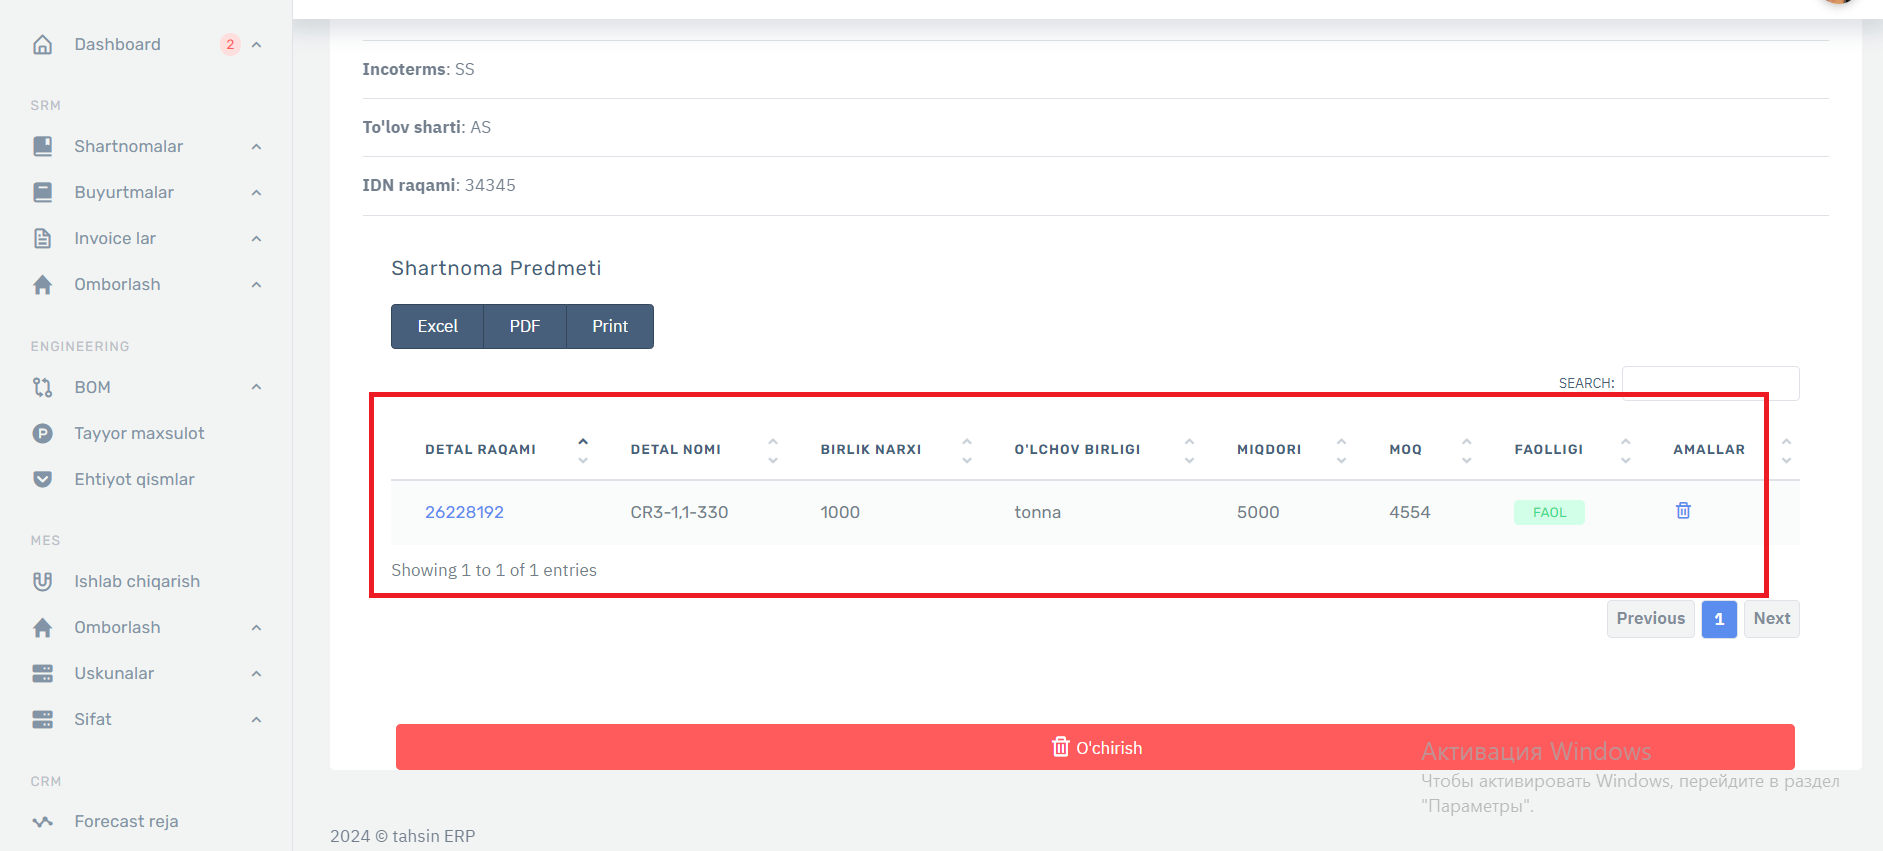 Dashboard 2
SRM
Shartnomalar
Buyurtmalar
Invoice lar
Omborlash
ENGINEERING
BOM
Tayyor maxsulot
Ehtiyot qismlar
MES
Ishlab chiqarish
Omborlash
Uskunalar
Sifat
CRM
Forecast reja
Incoterms: SS
To'lov sharti: AS
IDN raqami: 34345
Shartnoma Predmeti
Excel PDF Print
SEARCH:
DETAL RAQAMI DETAL NOMI BIRLIK NARXI O'LCHOV BIRLIGI MIQDORI MOQ FAOLLIGI AMALLAR
26228192 CR3-1,1-330 1000 tonna 5000 4554 FAOL
Showing 1 to 1 of 1 entries
Previous 1 Next
O'chirish
Активация Windows
Чтобы активировать Windows, перейдите в раздел
"Параметры".
2024 © tahsin ERP